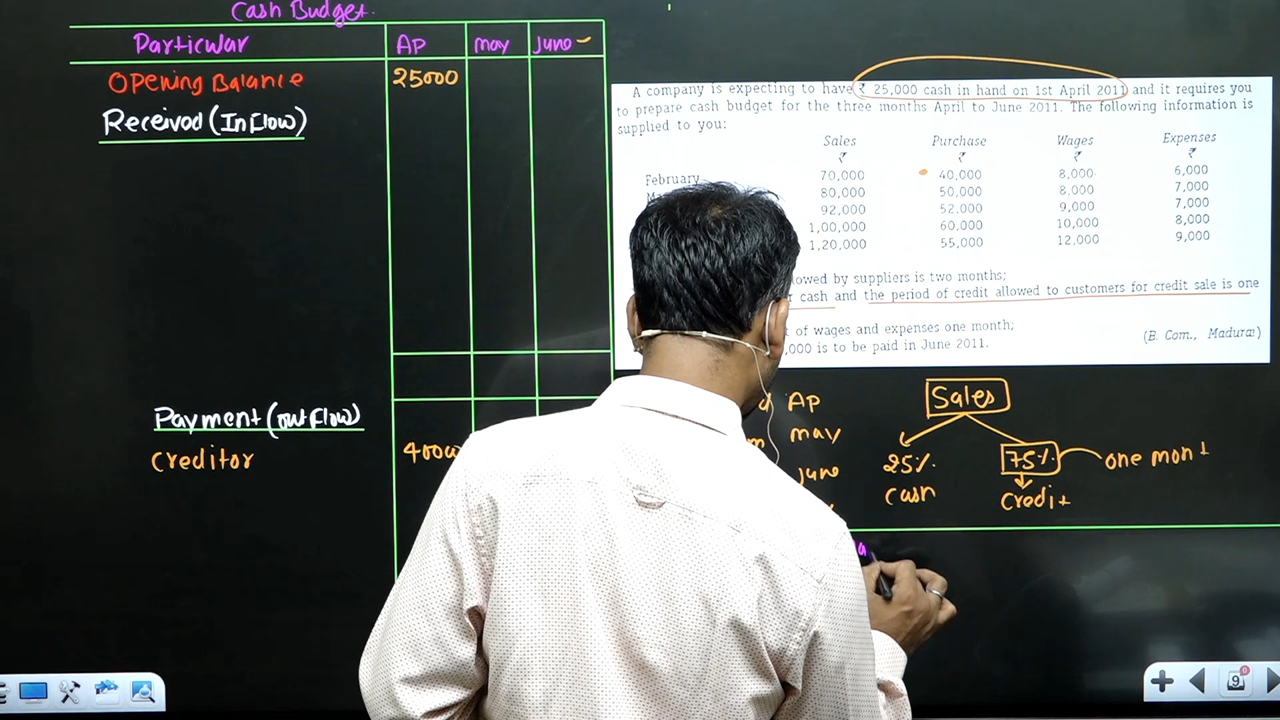 Cash Budget.
Particular AP may June
Opening Balance 25000
Received (InFlow)
Payment (outFlow)
Creditor
A company is expecting to have ₹ 25,000 cash in hand on 1st April 2011 and it requires you
to prepare cash budget for the three months April to June 2011. The following information is
supplied to you:
Sales Purchase Wages Expenses
₹ ₹ ₹ ₹
February 70,000 40,000 8,000 6,000
80,000 50,000 8,000 7,000
92,000 52,000 9,000 7,000
1,00,000 60,000 10,000 8,000
1,20,000 55,000 12,000 9,000
by suppliers is two months;
cash and the period of credit allowed to customers for credit sale is one
of wages and expenses one month;
,000 is to be paid in June 2011. (B. Com., Madurai)
AP
may
june
Sales
25% 75% one mont
cash credit
9